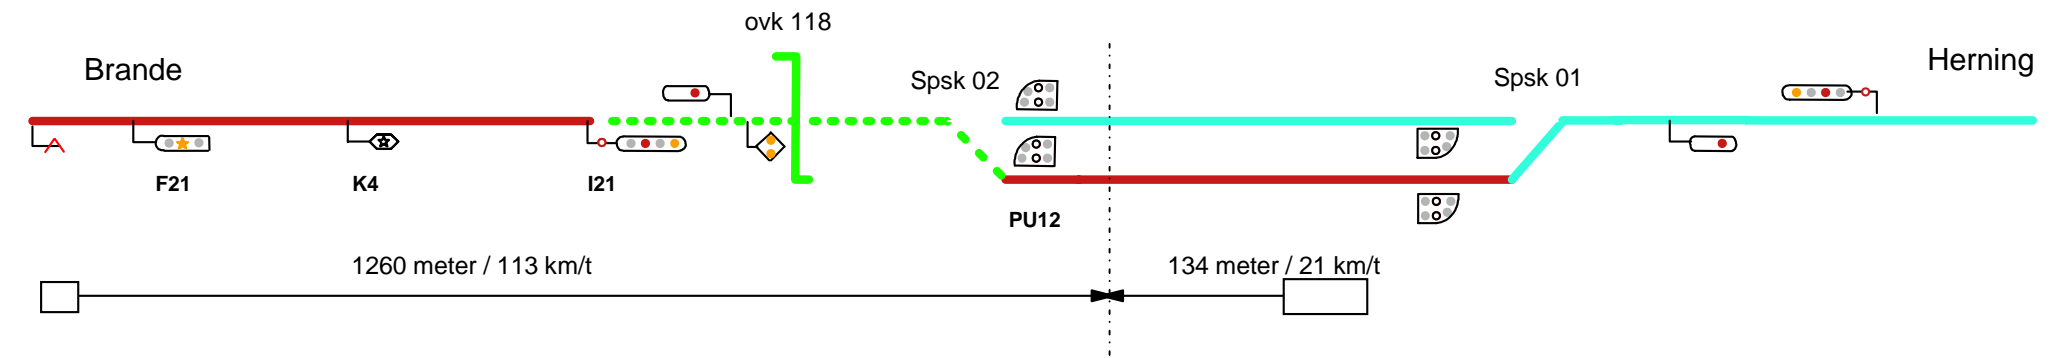 ovk 118
Brande
Spsk 02
Spsk 01
Herning
F21
K4
I21
PU12
1260 meter / 113 km/t
134 meter / 21 km/t